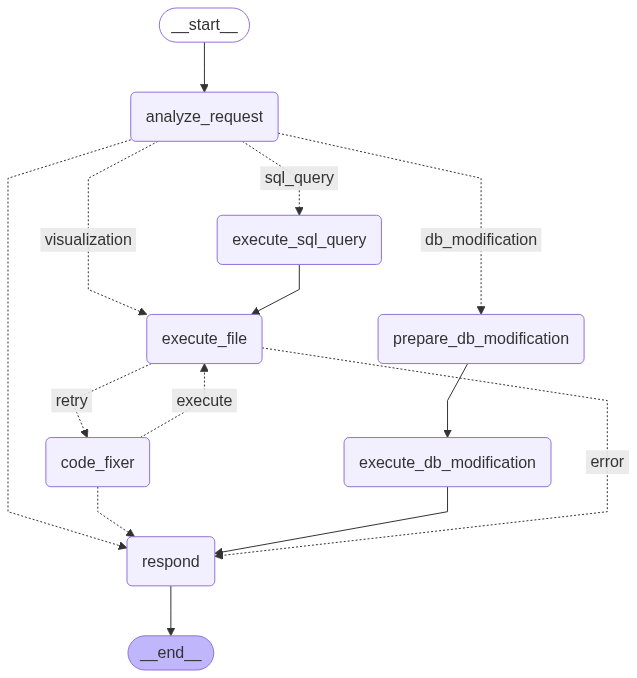 __start__
analyze_request
sql_query
visualization
execute_sql_query
db_modification
execute_file
prepare_db_modification
retry
execute
code_fixer
execute_db_modification
error
respond
__end__